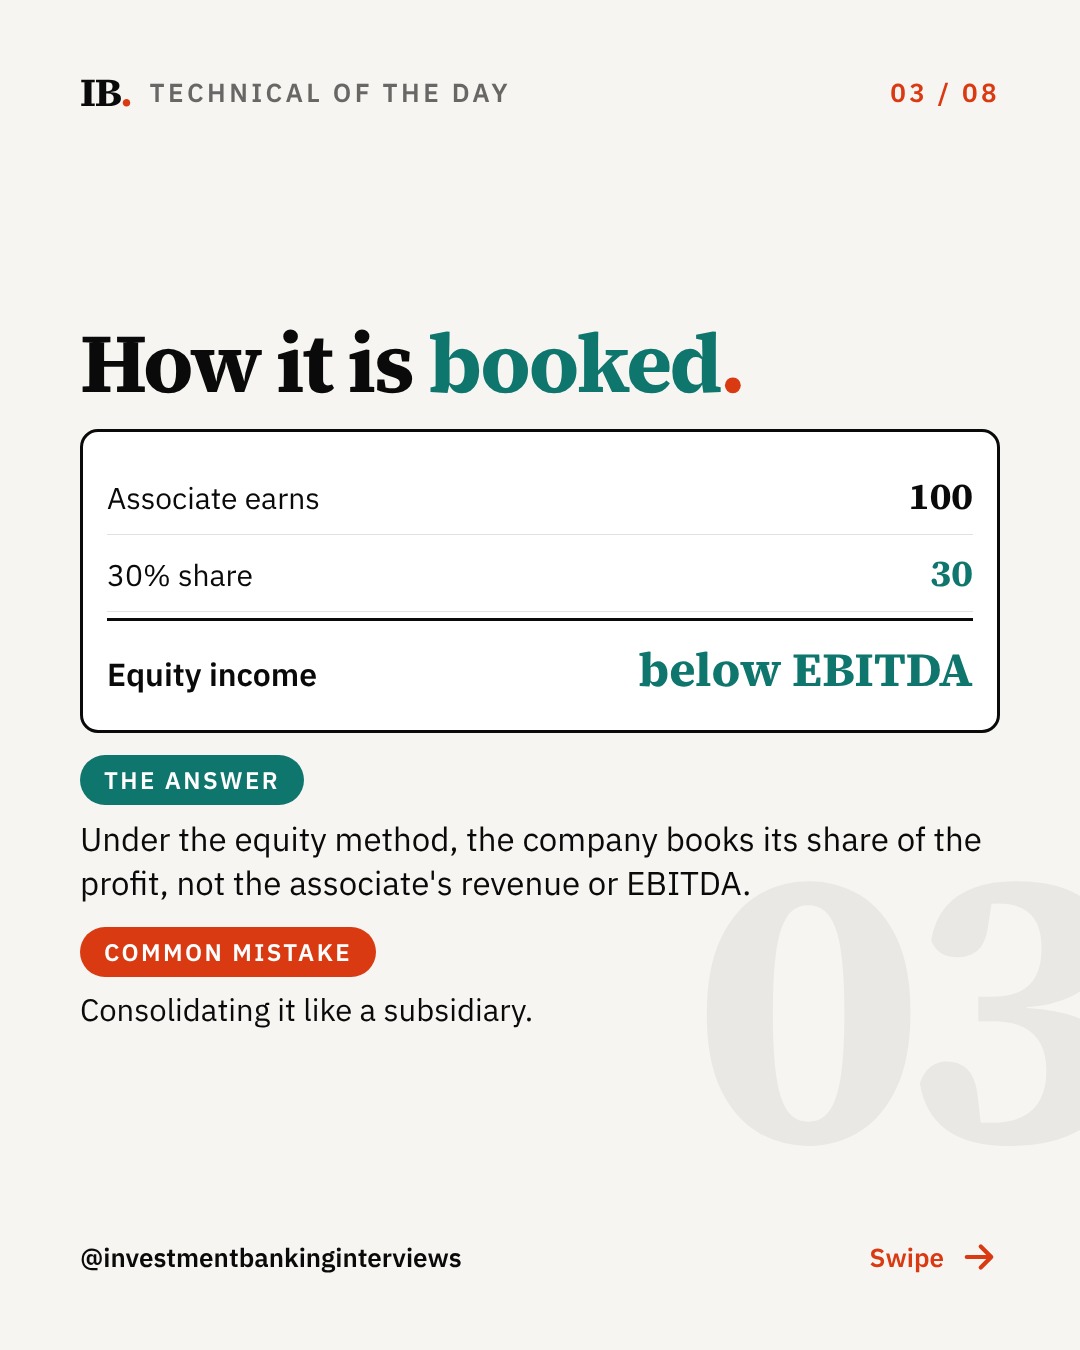 IB. TECHNICAL OF THE DAY 03 / 08
How it is booked.
Associate earns 100
30% share 30
Equity income below EBITDA
THE ANSWER
Under the equity method, the company books its share of the
profit, not the associate's revenue or EBITDA.
COMMON MISTAKE
Consolidating it like a subsidiary.
03
@investmentbankinginterviews Swipe →